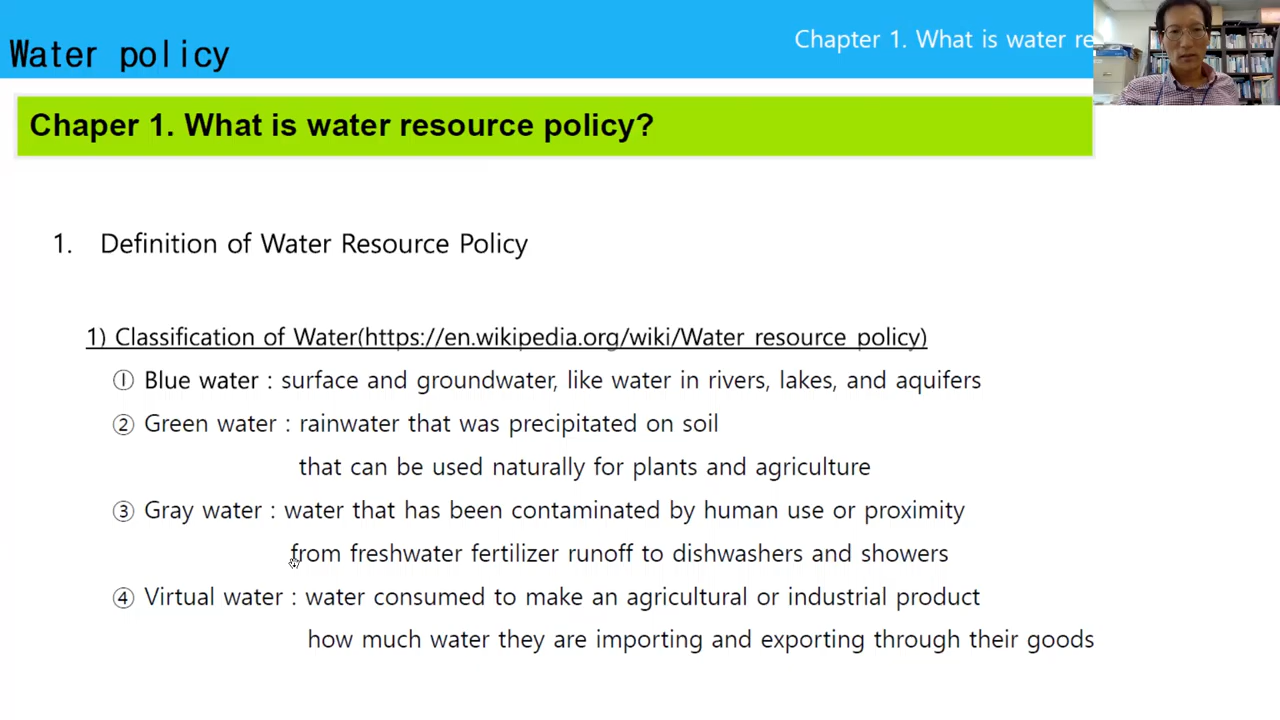 Water policy
Chapter 1. What is water re
Chaper 1. What is water resource policy?
1. Definition of Water Resource Policy
1) Classification of Water(https://en.wikipedia.org/wiki/Water_resource_policy)
① Blue water : surface and groundwater, like water in rivers, lakes, and aquifers
② Green water : rainwater that was precipitated on soil
that can be used naturally for plants and agriculture
③ Gray water : water that has been contaminated by human use or proximity
from freshwater fertilizer runoff to dishwashers and showers
④ Virtual water : water consumed to make an agricultural or industrial product
how much water they are importing and exporting through their goods